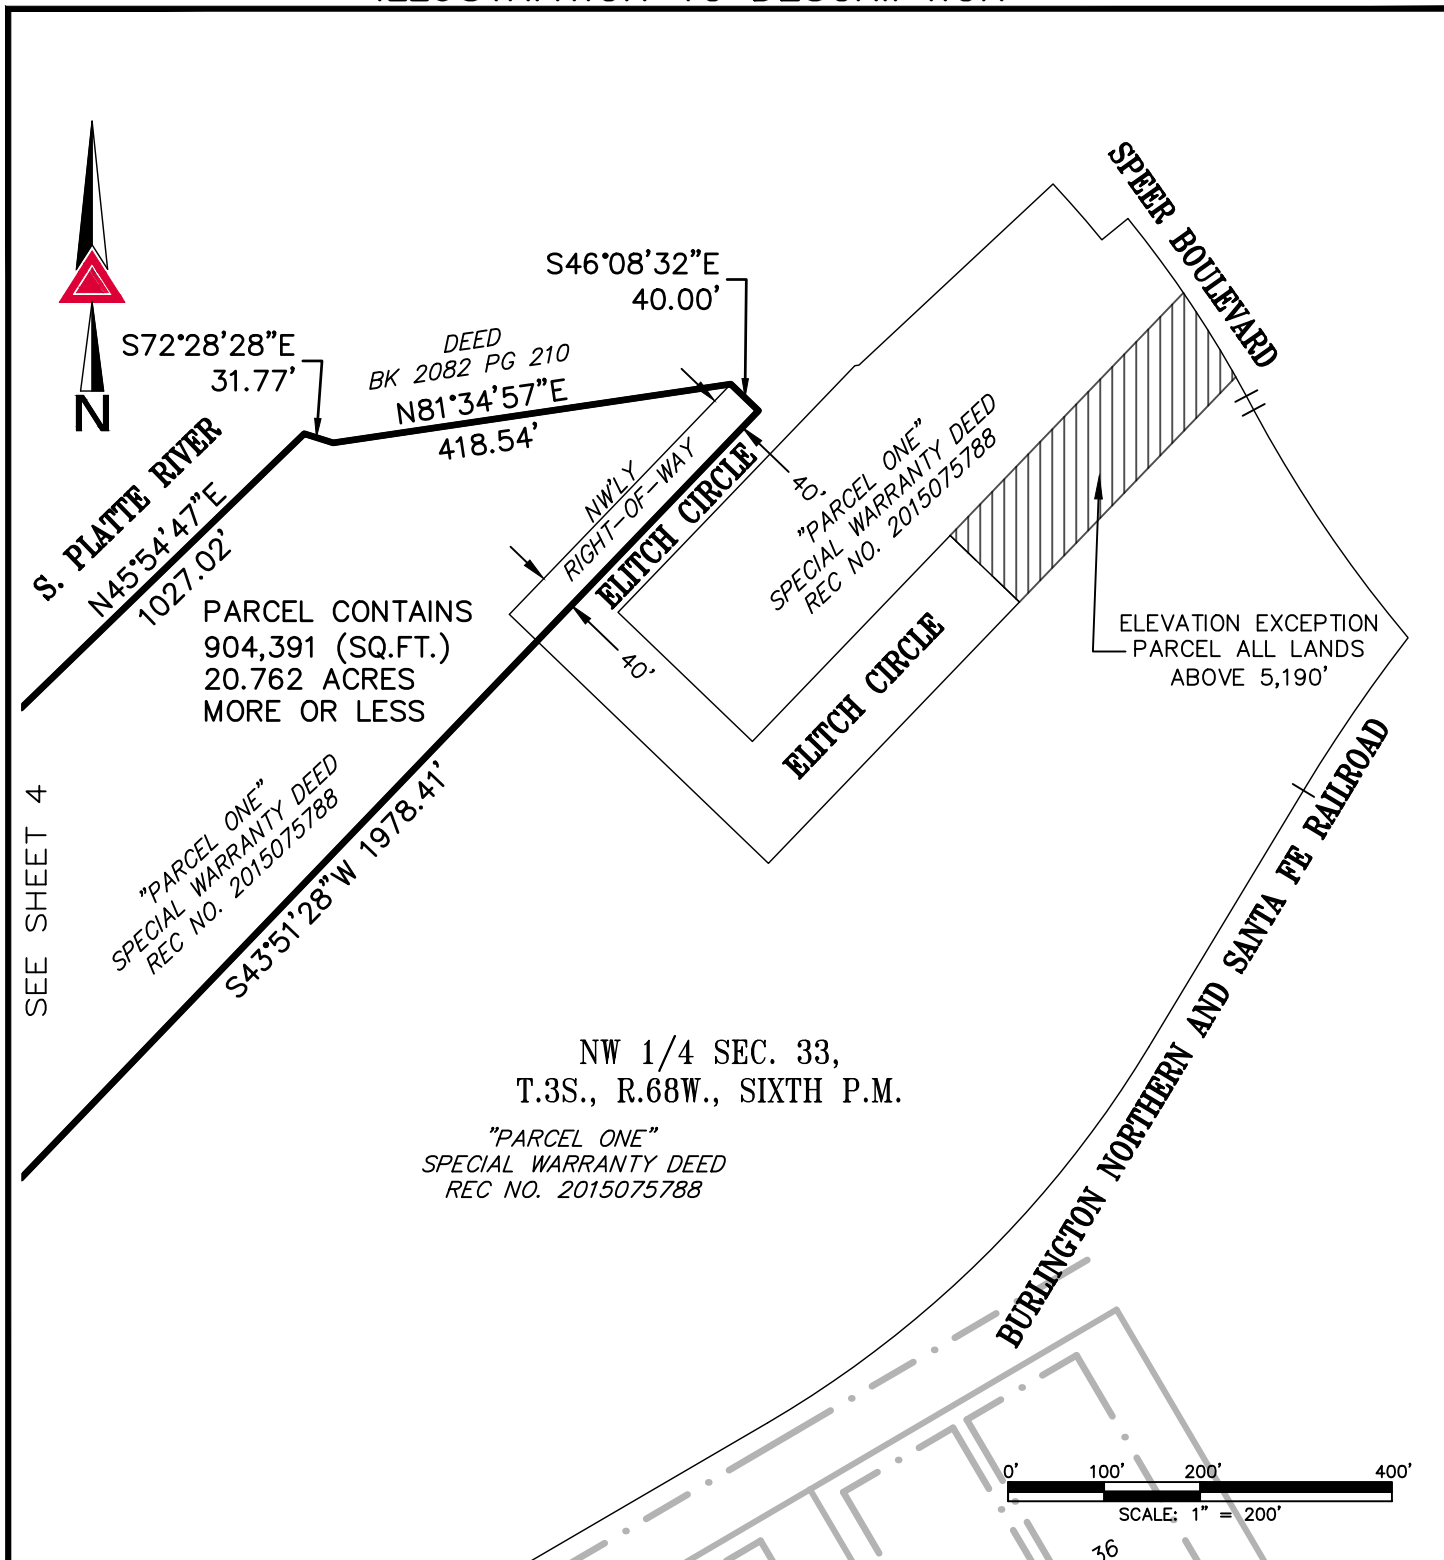 ILLUSTRATION TO DESCRIPTION
SPEER BOULEVARD
S46°08'32"E
40.00'
S72°28'28"E
31.77'
DEED
BK 2082 PG 210
N81°34'57"E
418.54'
N
S. PLATTE RIVER
N45°54'47"E
1027.02'
NW'LY
RIGHT-OF-WAY
ELITCH CIRCLE
40'
40'
"PARCEL ONE"
SPECIAL WARRANTY DEED
REC NO. 2015075788
PARCEL CONTAINS
904,391 (SQ.FT.)
20.762 ACRES
MORE OR LESS
ELITCH CIRCLE
ELEVATION EXCEPTION
PARCEL ALL LANDS
ABOVE 5,190'
SEE SHEET 4
"PARCEL ONE"
SPECIAL WARRANTY DEED
REC NO. 2015075788
S43°51'28"W 1978.41'
BURLINGTON NORTHERN AND SANTA FE RAILROAD
NW 1/4 SEC. 33,
T.3S., R.68W., SIXTH P.M.
"PARCEL ONE"
SPECIAL WARRANTY DEED
REC NO. 2015075788
0' 100' 200' 400'
SCALE: 1" = 200'
36